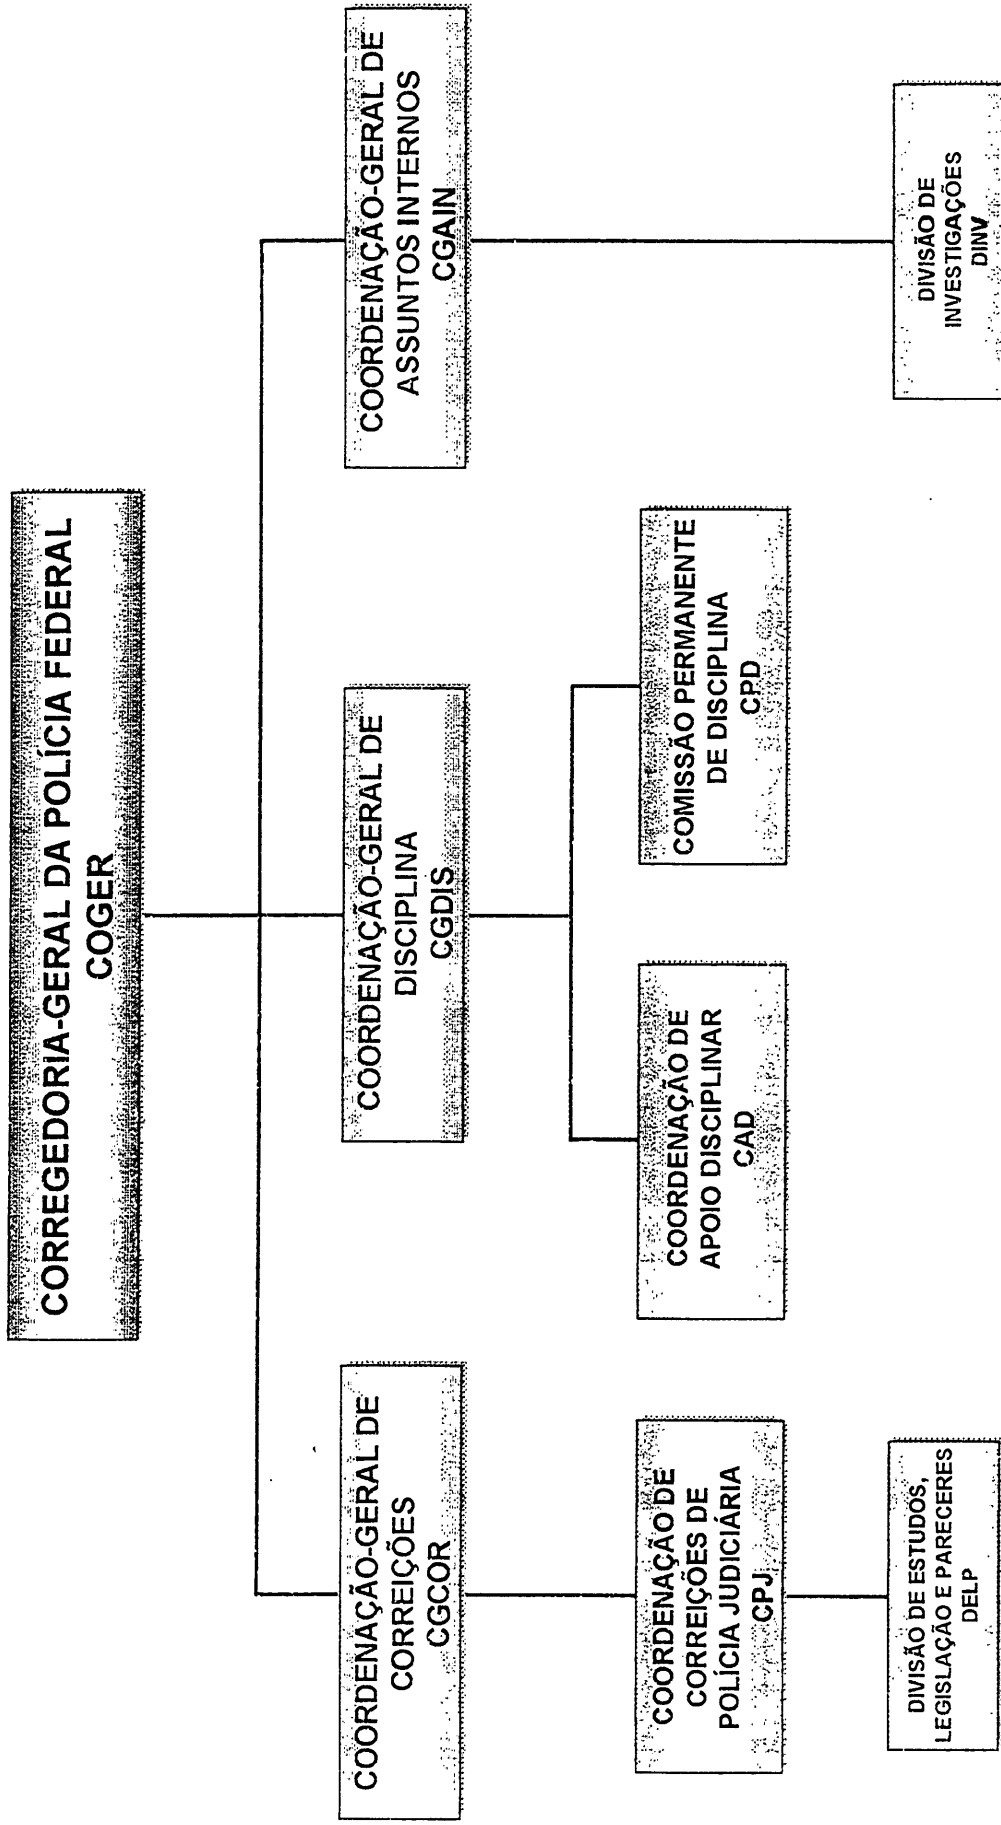 CORREGEDORIA-GERAL DA POLÍCIA FEDERAL
COGER
COORDENAÇÃO-GERAL DE
CORREIÇÕES
CGCOR
COORDENAÇÃO-GERAL DE
DISCIPLINA
CGDIS
COORDENAÇÃO-GERAL DE
ASSUNTOS INTERNOS
CGAIN
COORDENAÇÃO DE
CORREIÇÕES DE
POLÍCIA JUDICIÁRIA
CPJ
COORDENAÇÃO DE
APOIO DISCIPLINAR
CAD
COMISSÃO PERMANENTE
DE DISCIPLINA
CPD
DIVISÃO DE ESTUDOS,
LEGISLAÇÃO E PARECERES
DELP
DIVISÃO DE
INVESTIGAÇÕES
DINV